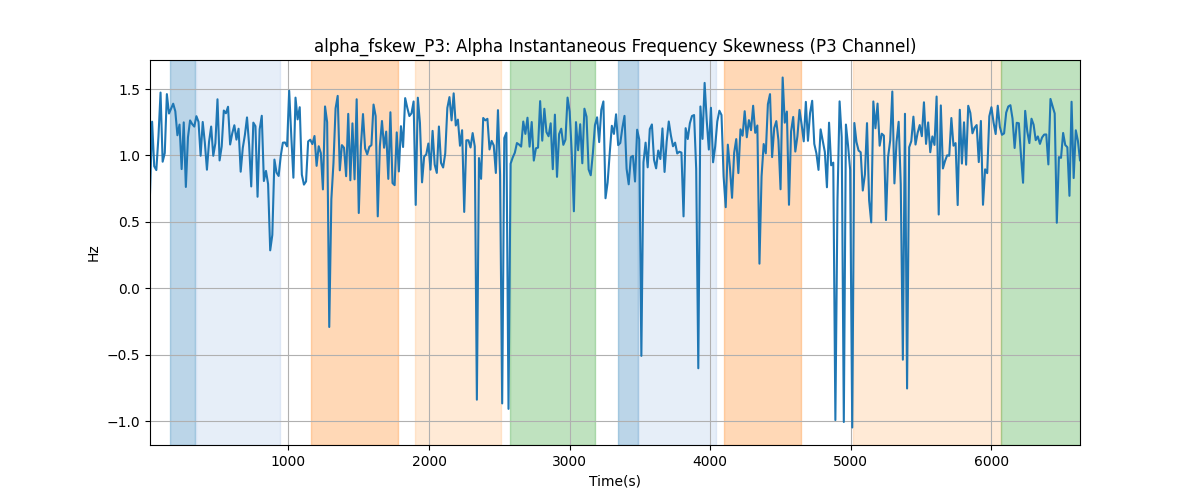 alpha_fskew_P3: Alpha Instantaneous Frequency Skewness (P3 Channel)
1.5
1.0
0.5
0.0
−0.5
−1.0
Hz
1000 2000 3000 4000 5000 6000
Time(s)